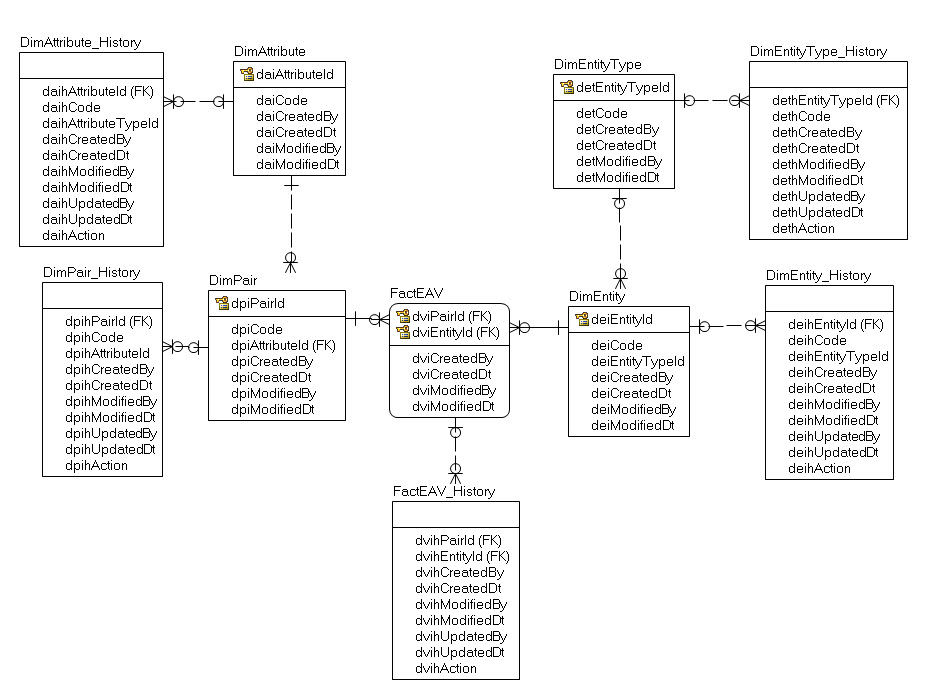 DimAttribute_History
daihAttributeId (FK)
daihCode
daihAttributeTypeId
daihCreatedBy
daihCreatedDt
daihModifiedBy
daihModifiedDt
daihUpdatedBy
daihUpdatedDt
daihAction
DimAttribute
daiAttributeId
daiCode
daiCreatedBy
daiCreatedDt
daiModifiedBy
daiModifiedDt
DimEntityType
detEntityTypeId
detCode
detCreatedBy
detCreatedDt
detModifiedBy
detModifiedDt
DimEntityType_History
dethEntityTypeId (FK)
dethCode
dethCreatedBy
dethCreatedDt
dethModifiedBy
dethModifiedDt
dethUpdatedBy
dethUpdatedDt
dethAction
DimPair_History
dpihPairId (FK)
dpihCode
dpihAttributeId
dpihCreatedBy
dpihCreatedDt
dpihModifiedBy
dpihModifiedDt
dpihUpdatedBy
dpihUpdatedDt
dpihAction
DimPair
dpiPairId
dpiCode
dpiAttributeId (FK)
dpiCreatedBy
dpiCreatedDt
dpiModifiedBy
dpiModifiedDt
FactEAV
dviPairId (FK)
dviEntityId (FK)
dviCreatedBy
dviCreatedDt
dviModifiedBy
dviModifiedDt
DimEntity
deiEntityId
deiCode
deiEntityTypeId
deiCreatedBy
deiCreatedDt
deiModifiedBy
deiModifiedDt
DimEntity_History
deihEntityId (FK)
deihCode
deihEntityTypeId
deihCreatedBy
deihCreatedDt
deihModifiedBy
deihModifiedDt
deihUpdatedBy
deihUpdatedDt
deihAction
FactEAV_History
dvihPairId (FK)
dvihEntityId (FK)
dvihCreatedBy
dvihCreatedDt
dvihModifiedBy
dvihModifiedDt
dvihUpdatedBy
dvihUpdatedDt
dvihAction